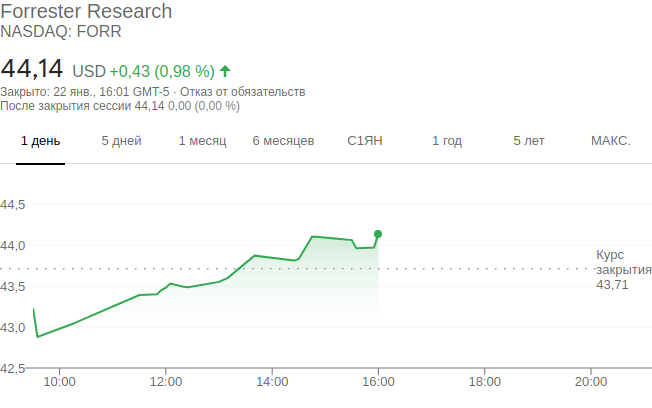 Forrester Research
NASDAQ: FORR
44,14 USD +0,43 (0,98 %)
Закрыто: 22 янв., 16:01 GMT-5 · Отказ от обязательств
После закрытия сессии 44,14 0,00 (0,00 %)
1 день 5 дней 1 месяц 6 месяцев С1ЯН 1 год 5 лет МАКС.
44,5
44,0
Курс
закрытия
43,71
43,5
43,0
42,5
10:00 12:00 14:00 16:00 18:00 20:00